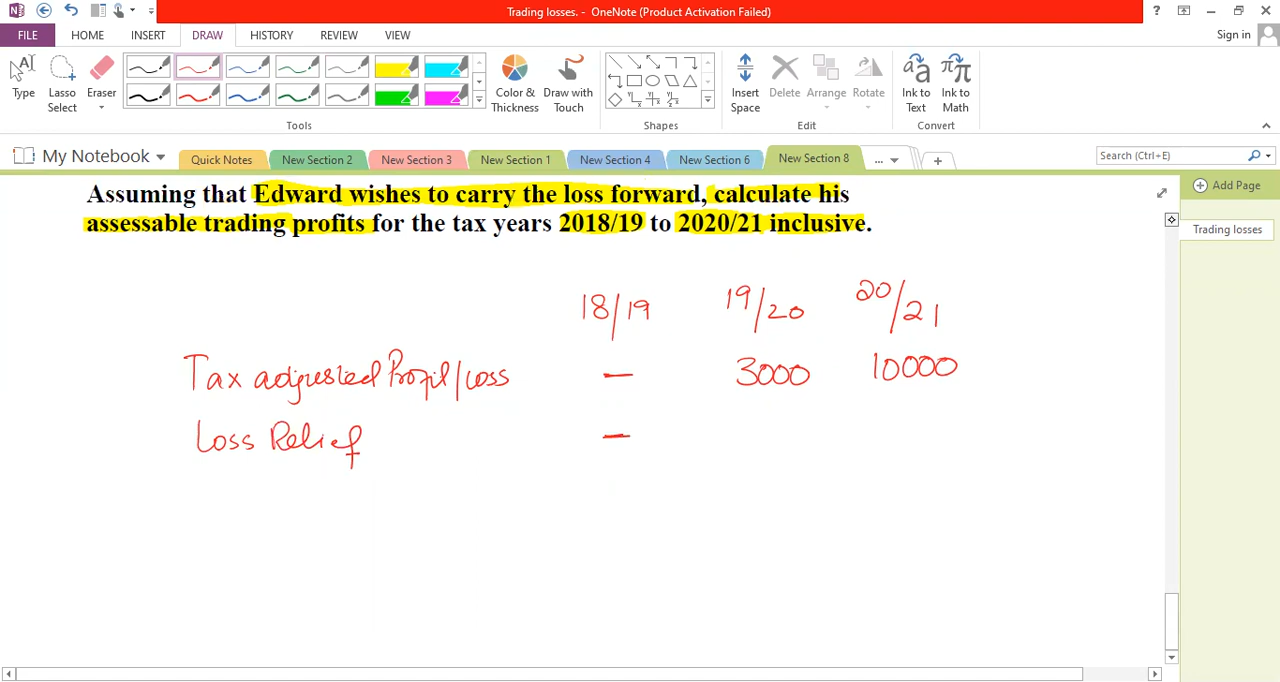 Trading losses. - OneNote (Product Activation Failed)
?
FILE HOME INSERT DRAW HISTORY REVIEW VIEW Sign in
Type Lasso Select Eraser Color & Thickness Draw with Touch Insert Space Delete Arrange Rotate Ink to Text Ink to Math
Tools Shapes Edit Convert
My Notebook Quick Notes New Section 2 New Section 3 New Section 1 New Section 4 New Section 6 New Section 8 ... + Search (Ctrl+E)
Add Page
Trading losses
Assuming that Edward wishes to carry the loss forward, calculate his
assessable trading profits for the tax years 2018/19 to 2020/21 inclusive.
18/19 19/20 20/21
Tax adjusted Profit/Loss – 3000 10000
Loss Relief –